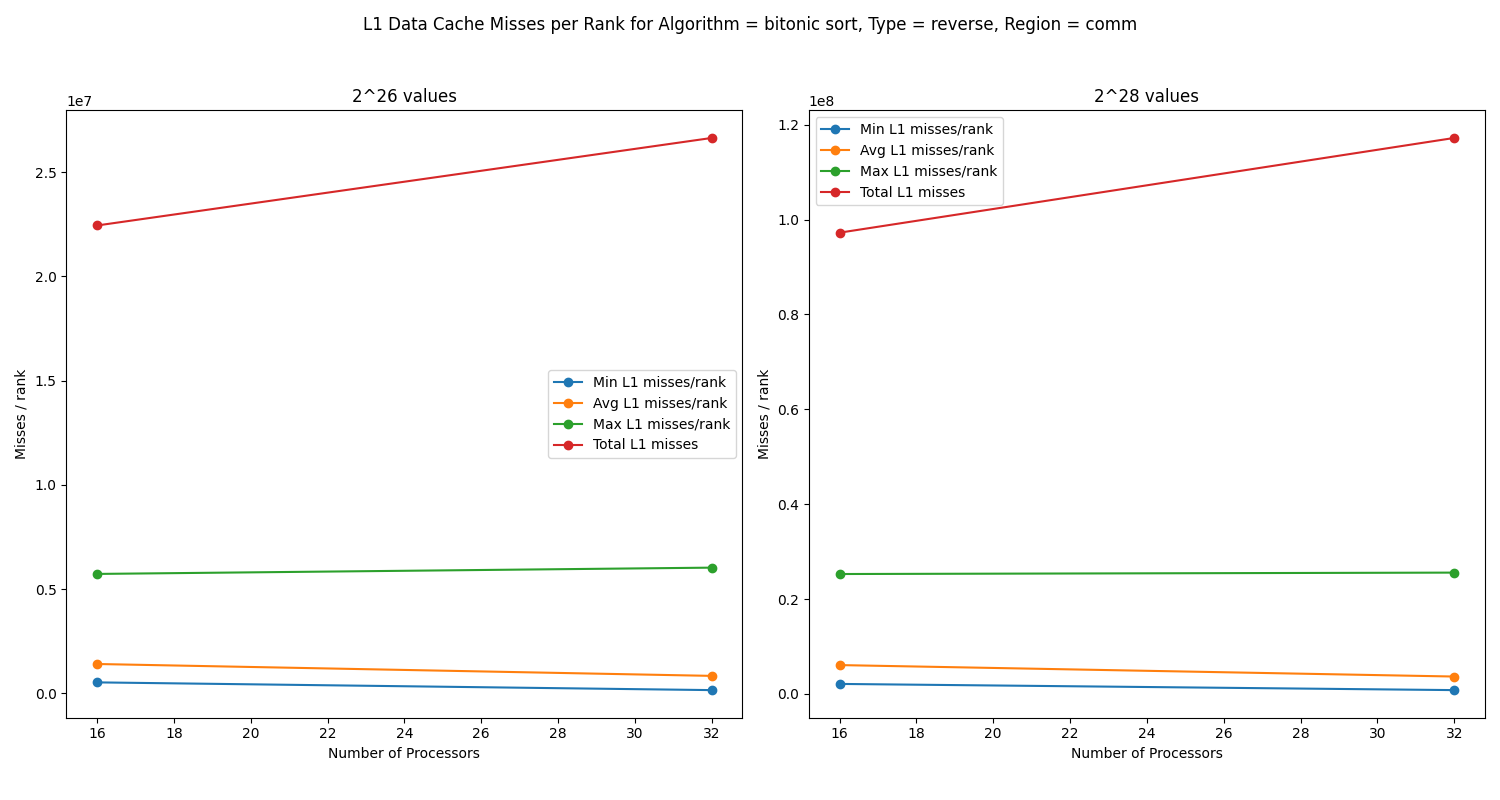 L1 Data Cache Misses per Rank for Algorithm = bitonic sort, Type = reverse, Region = comm
2^26 values
1e7
2.5
2.0
1.5
1.0
0.5
0.0
Misses / rank
Min L1 misses/rank
Avg L1 misses/rank
Max L1 misses/rank
Total L1 misses
16 18 20 22 24 26 28 30 32
Number of Processors
2^28 values
1e8
1.2
1.0
0.8
0.6
0.4
0.2
0.0
Misses / rank
Min L1 misses/rank
Avg L1 misses/rank
Max L1 misses/rank
Total L1 misses
16 18 20 22 24 26 28 30 32
Number of Processors